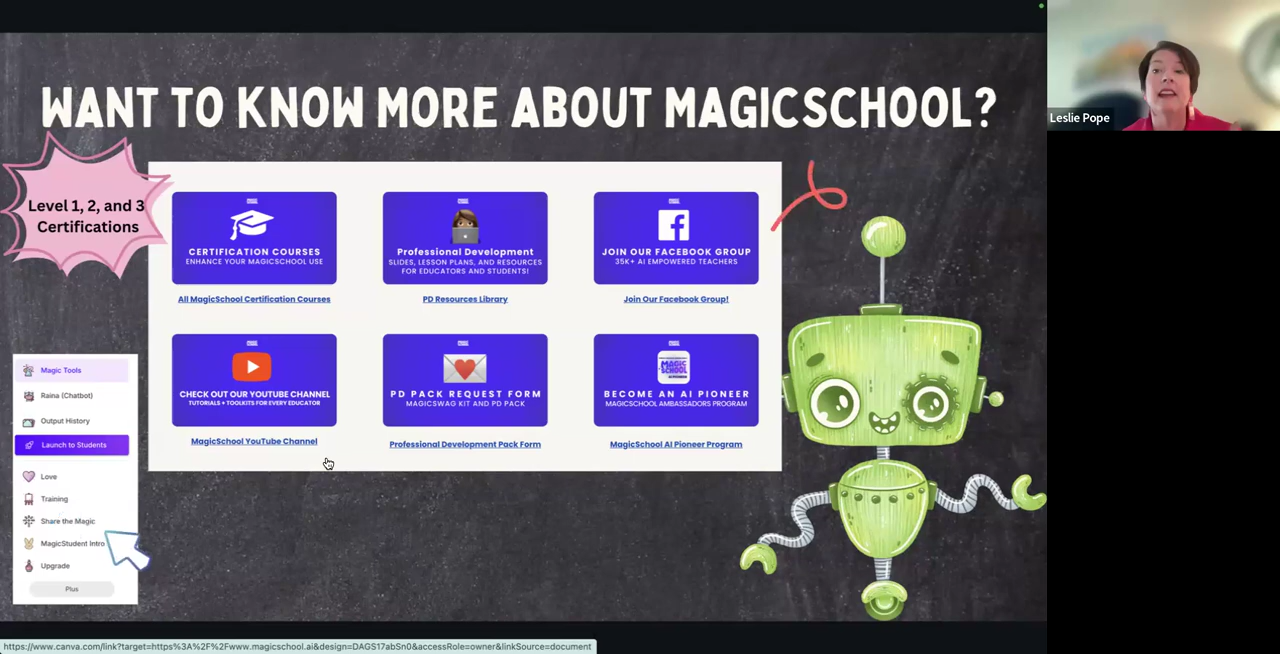 WANT TO KNOW MORE ABOUT MAGICSCHOOL?
Leslie Pope
Level 1, 2, and 3
Certifications
CERTIFICATION COURSES
ENHANCE YOUR MAGICSCHOOL USE
All MagicSchool Certification Courses
Professional Development
SLIDES, LESSON PLANS, AND RESOURCES
FOR EDUCATORS AND STUDENTS!
PD Resources Library
JOIN OUR FACEBOOK GROUP
35K+ AI EMPOWERED TEACHERS
Join Our Facebook Group!
CHECK OUT OUR YOUTUBE CHANNEL
TUTORIALS + TOOLKITS FOR EVERY EDUCATOR
MagicSchool YouTube Channel
PD PACK REQUEST FORM
MAGICSWAG KIT AND PD PACK
Professional Development Pack Form
MAGIC
SCHOOL
BECOME AN AI PIONEER
MAGICSCHOOL AMBASSADORS PROGRAM
MagicSchool AI Pioneer Program
Magic Tools
Raina (Chatbot)
Output History
Launch to Students
Love
Training
Share the Magic
MagicStudent Intro
Upgrade
Plus
https://www.canva.com/link?target=https%3A%2F%2Fwww.magicschool.ai&design=DAGS17abSn0&accessRole=owner&linkSource=document